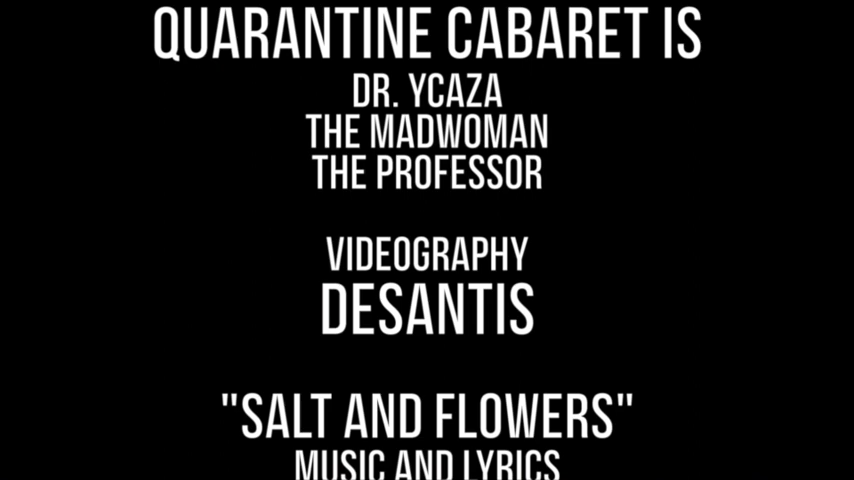 QUARANTINE CABARET IS
DR. YCAZA
THE MADWOMAN
THE PROFESSOR
VIDEOGRAPHY
DESANTIS
"SALT AND FLOWERS"
MUSIC AND LYRICS